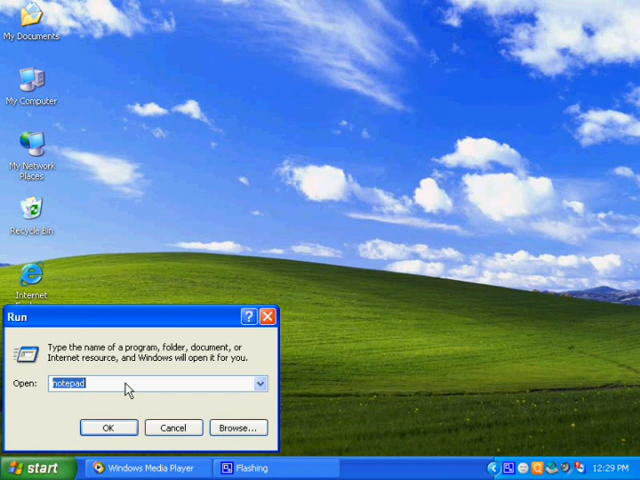 My Documents
My Computer
My Network
Places
Recycle Bin
Internet
Run
Type the name of a program, folder, document, or
Internet resource, and Windows will open it for you.
Open:
notepad
OK
Cancel
Browse...
start
Windows Media Player
Flashing
12:29 PM